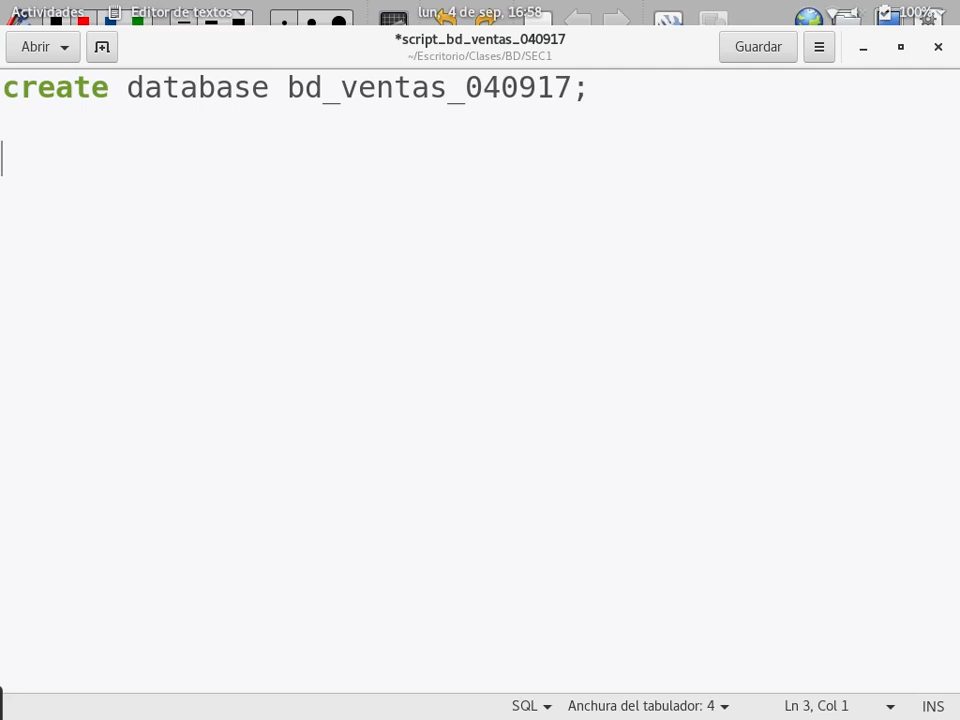 Actividades Editor de textos lun, 4 de sep, 16:58 100%
Abrir *script_bd_ventas_040917 Guardar
~/Escritorio/Clases/BD/SEC1
create database bd_ventas_040917;
SQL Anchura del tabulador: 4 Ln 3, Col 1 INS